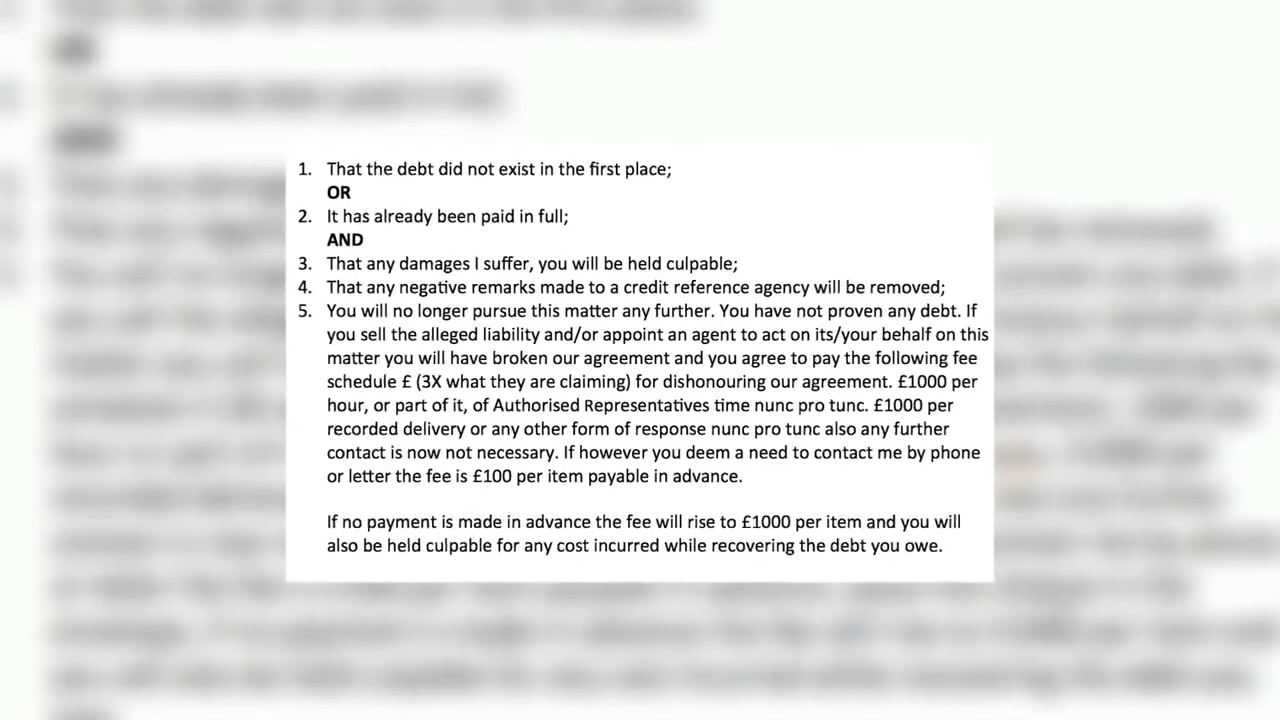 1. That the debt did not exist in the first place;
OR
2. It has already been paid in full;
AND
3. That any damages I suffer, you will be held culpable;
4. That any negative remarks made to a credit reference agency will be removed;
5. You will no longer pursue this matter any further. You have not proven any debt. If
you sell the alleged liability and/or appoint an agent to act on its/your behalf on this
matter you will have broken our agreement and you agree to pay the following fee
schedule £ (3X what they are claiming) for dishonouring our agreement. £1000 per
hour, or part of it, of Authorised Representatives time nunc pro tunc. £1000 per
recorded delivery or any other form of response nunc pro tunc also any further
contact is now not necessary. If however you deem a need to contact me by phone
or letter the fee is £100 per item payable in advance.
If no payment is made in advance the fee will rise to £1000 per item and you will
also be held culpable for any cost incurred while recovering the debt you owe.